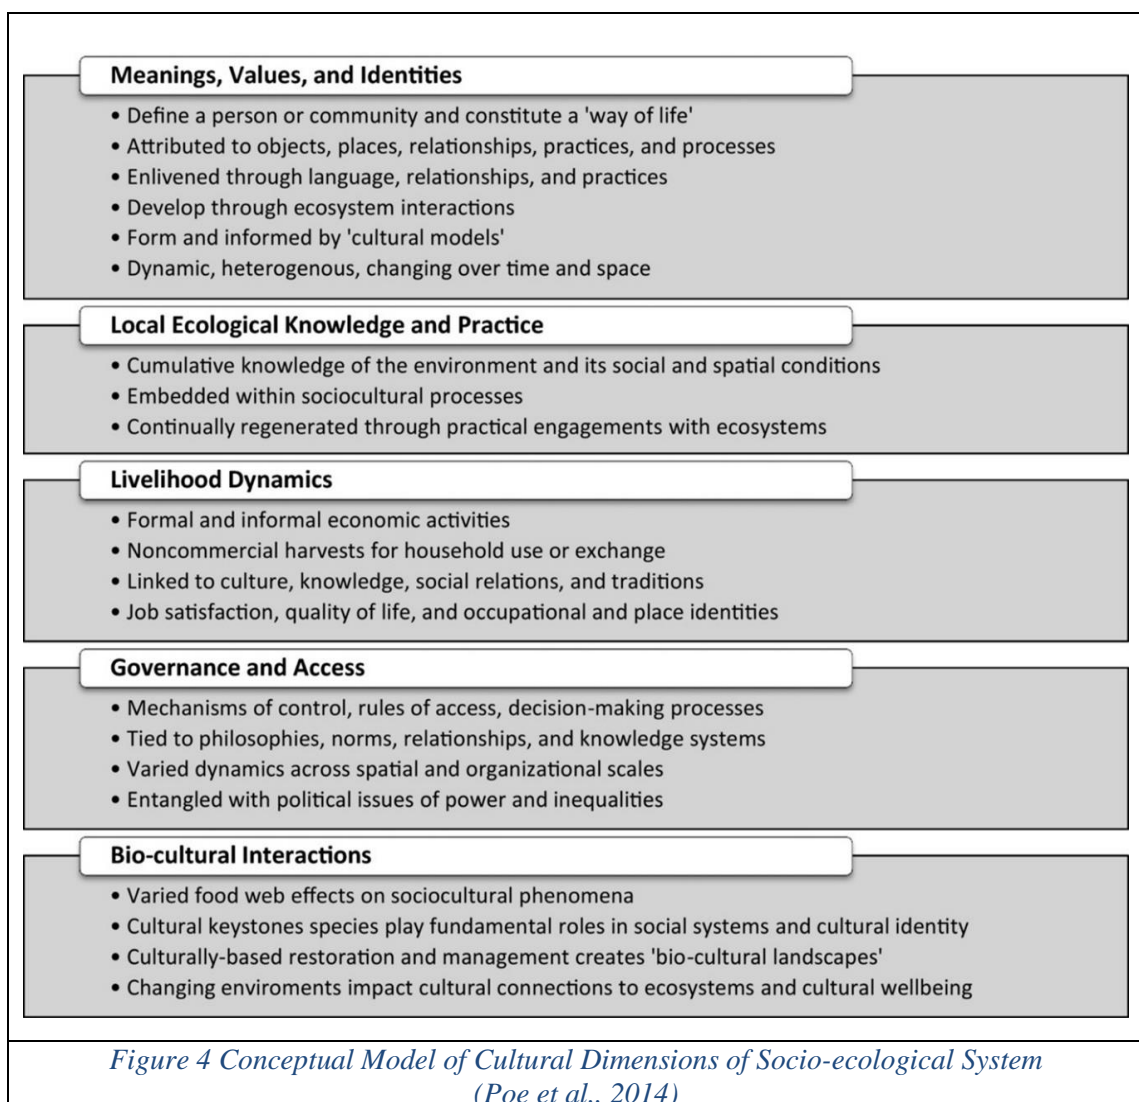 Meanings, Values, and Identities
• Define a person or community and constitute a 'way of life'
• Attributed to objects, places, relationships, practices, and processes
• Enlivened through language, relationships, and practices
• Develop through ecosystem interactions
• Form and informed by 'cultural models'
• Dynamic, heterogenous, changing over time and space
Local Ecological Knowledge and Practice
• Cumulative knowledge of the environment and its social and spatial conditions
• Embedded within sociocultural processes
• Continually regenerated through practical engagements with ecosystems
Livelihood Dynamics
• Formal and informal economic activities
• Noncommercial harvests for household use or exchange
• Linked to culture, knowledge, social relations, and traditions
• Job satisfaction, quality of life, and occupational and place identities
Governance and Access
• Mechanisms of control, rules of access, decision-making processes
• Tied to philosophies, norms, relationships, and knowledge systems
• Varied dynamics across spatial and organizational scales
• Entangled with political issues of power and inequalities
Bio-cultural Interactions
• Varied food web effects on sociocultural phenomena
• Cultural keystones species play fundamental roles in social systems and cultural identity
• Culturally-based restoration and management creates 'bio-cultural landscapes'
• Changing enviroments impact cultural connections to ecosystems and cultural wellbeing
Figure 4 Conceptual Model of Cultural Dimensions of Socio-ecological System
(Poe et al., 2014)